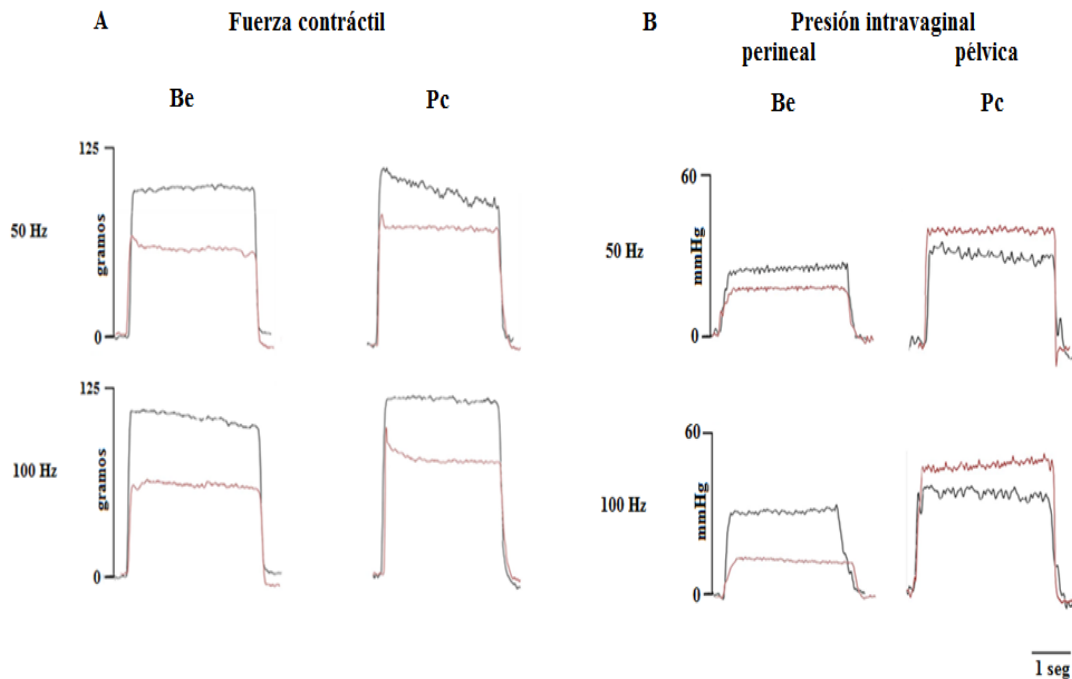 A
Fuerza contráctil
Be
Pc
125
50 Hz
gramos
0
125
100 Hz
gramos
0
B
Presión intravaginal
perineal
pélvica
Be
Pc
60
50 Hz
mmHg
0
60
100 Hz
mmHg
0
1 seg